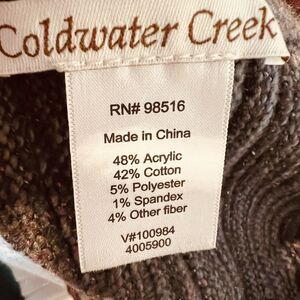 Coldwater Creek
RN# 98516
Made in China
48% Acrylic
42% Cotton
5% Polyester
1% Spandex
4% Other fiber
V#100984
4005900